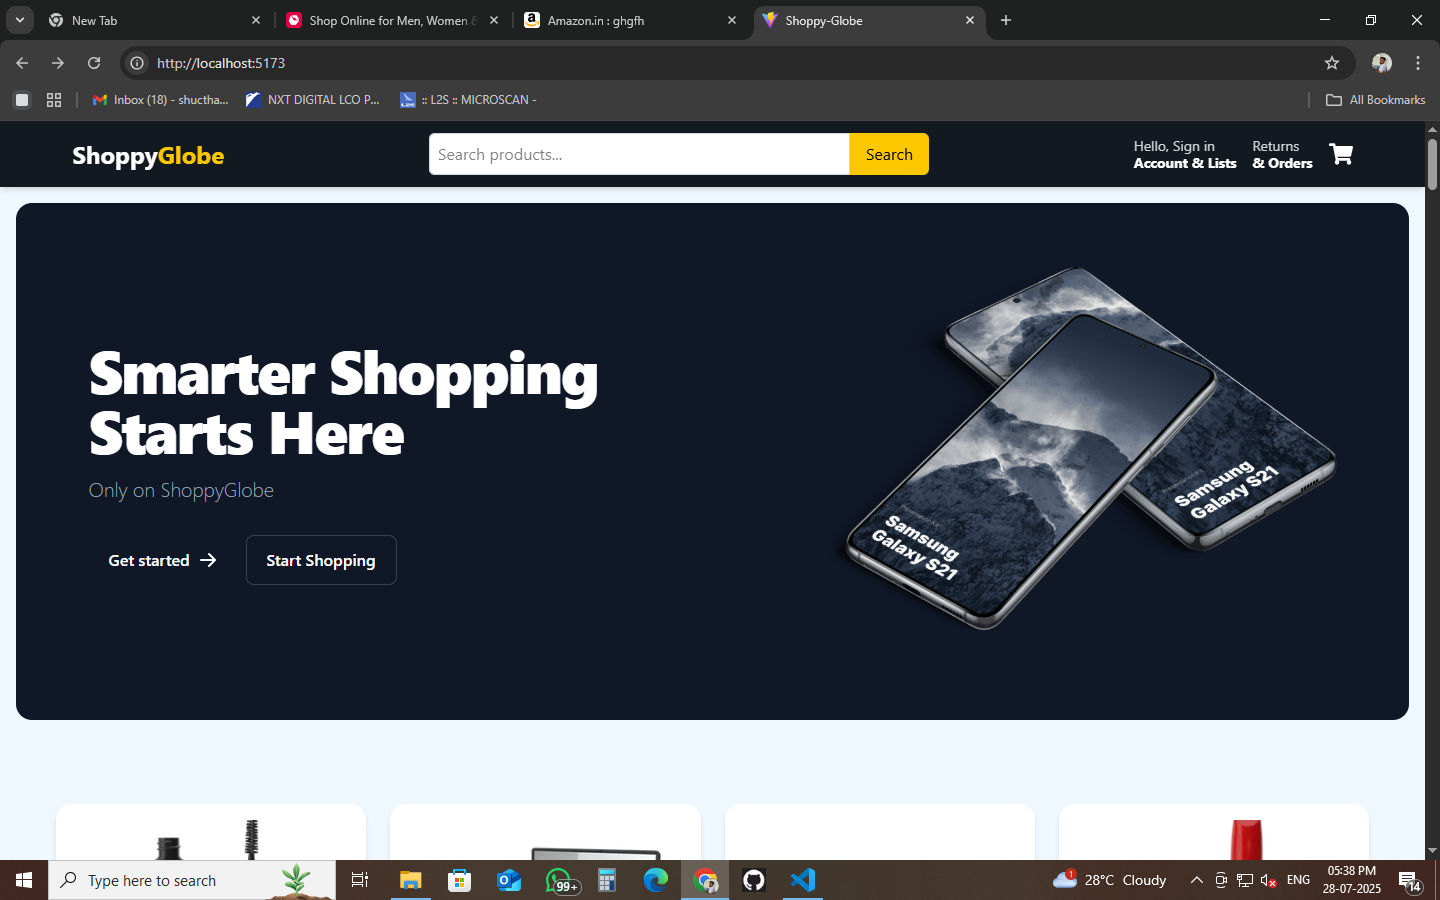 New Tab
Shop Online for Men, Women &
Amazon.in : ghgfh
Shoppy-Globe
http://localhost:5173
Inbox (18) - shuctha...
NXT DIGITAL LCO P...
:: L2S :: MICROSCAN -
All Bookmarks
ShoppyGlobe
Search products...
Search
Hello, Sign in
Account & Lists
Returns
& Orders
Smarter Shopping
Starts Here
Only on ShoppyGlobe
Get started
Start Shopping
Samsung
Galaxy S21
Samsung
Galaxy S21
Type here to search
99+
1
28°C Cloudy
ENG
05:38 PM
28-07-2025
14